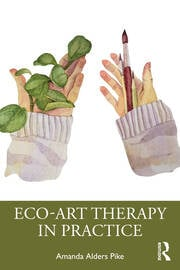 ECO-ART THERAPY
IN PRACTICE
Amanda Alders Pike
R